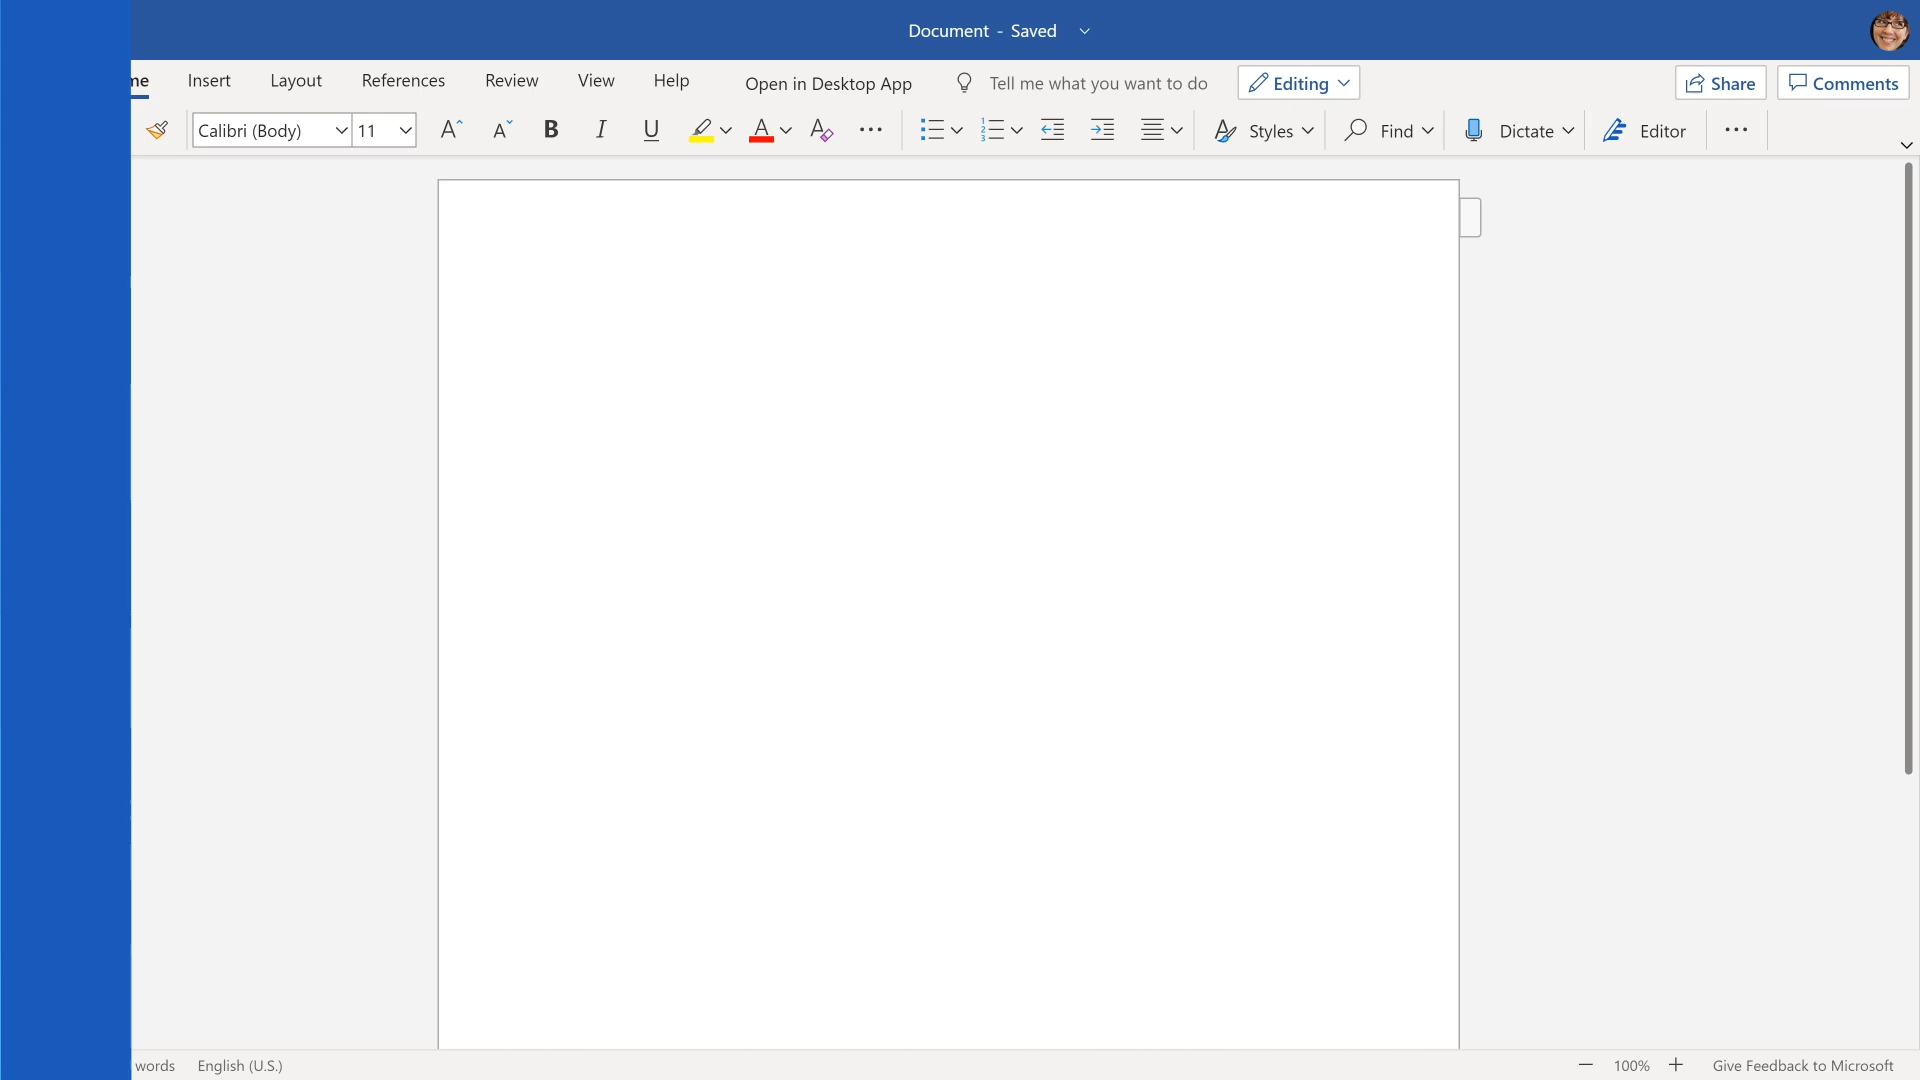 Document - Saved
Insert Layout References Review View Help Open in Desktop App Tell me what you want to do Editing Share Comments
Calibri (Body) 11 A A B I U A A Styles Find Dictate Editor
words English (U.S.) 100% Give Feedback to Microsoft